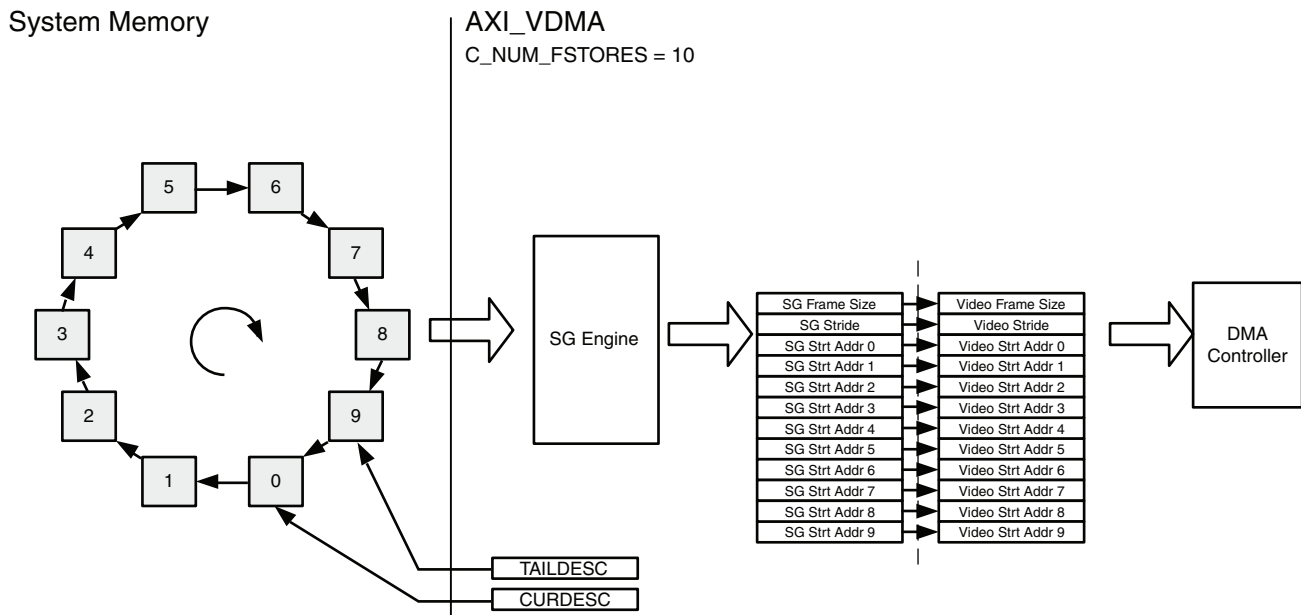 System Memory
AXI_VDMA
C_NUM_FSTORES = 10
5
6
4
7
3
8
2
9
1
0
SG Engine
SG Frame Size
Video Frame Size
SG Stride
Video Stride
SG Strt Addr 0
Video Strt Addr 0
SG Strt Addr 1
Video Strt Addr 1
SG Strt Addr 2
Video Strt Addr 2
SG Strt Addr 3
Video Strt Addr 3
SG Strt Addr 4
Video Strt Addr 4
SG Strt Addr 5
Video Strt Addr 5
SG Strt Addr 6
Video Strt Addr 6
SG Strt Addr 7
Video Strt Addr 7
SG Strt Addr 8
Video Strt Addr 8
SG Strt Addr 9
Video Strt Addr 9
DMA
Controller
TAILDESC
CURDESC